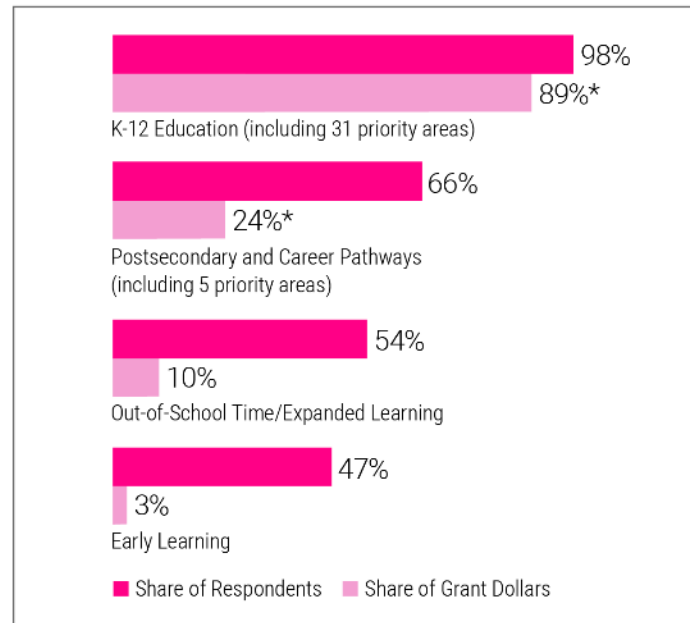 98%
89%*
K-12 Education (including 31 priority areas)
66%
24%*
Postsecondary and Career Pathways
(including 5 priority areas)
54%
10%
Out-of-School Time/Expanded Learning
47%
3%
Early Learning
Share of Respondents Share of Grant Dollars